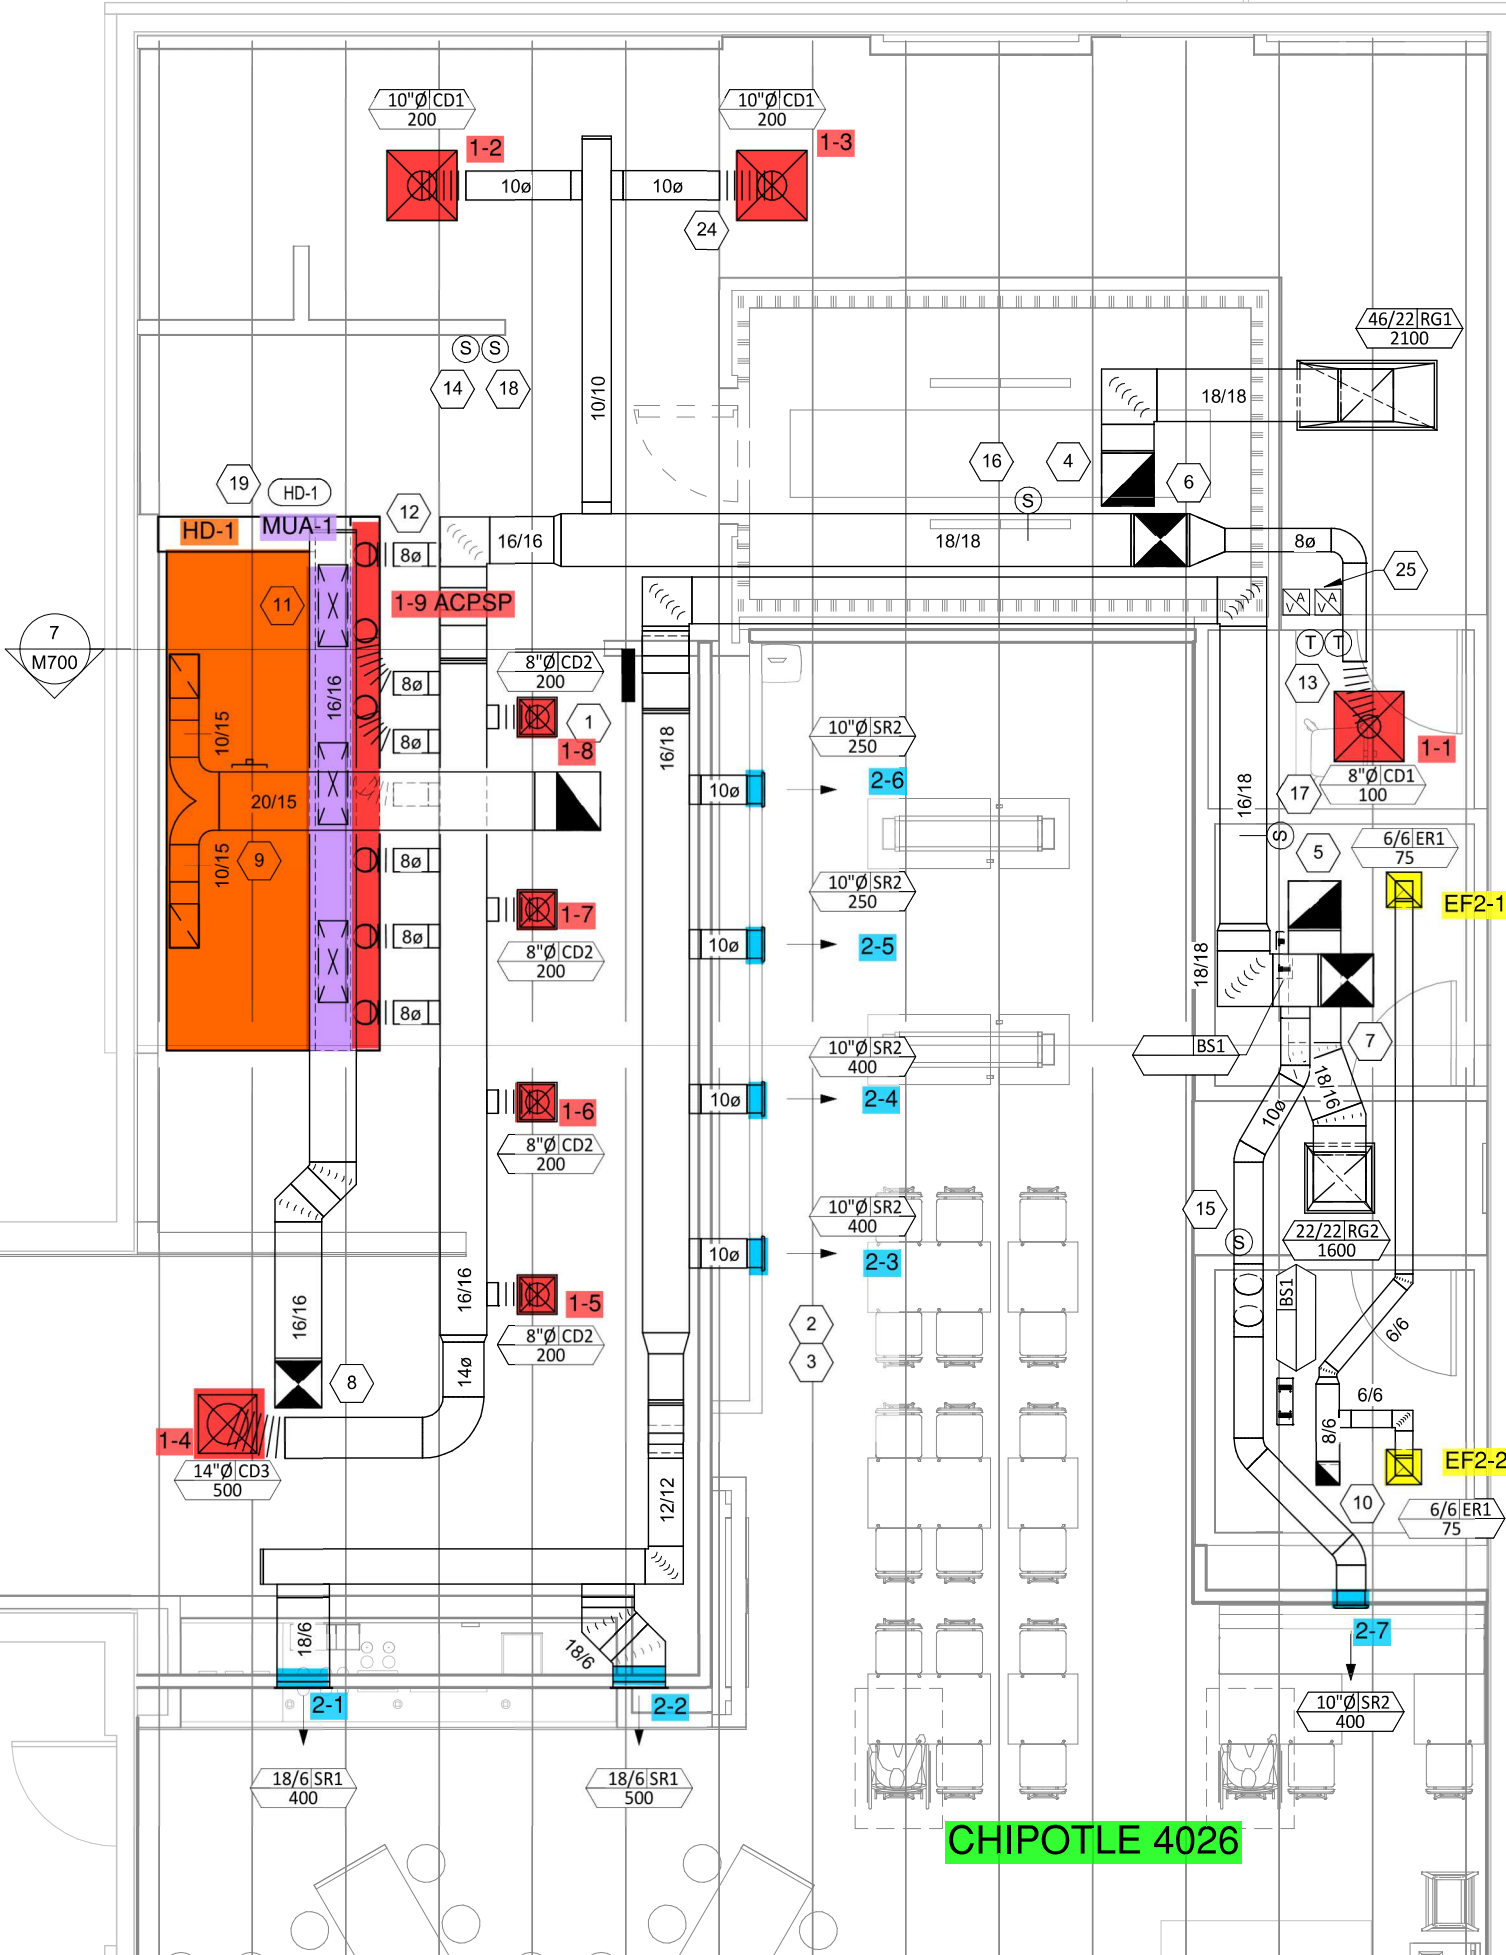 10"Ø CD1
200
10"Ø CD1
200
1-2
1-3
10ø
10ø
24
46/22 RG1
2100
S
S
14
18
10/10
18/18
16
4
6
19
HD-1
12
S
HD-1
MUA-1
8ø
16/16
18/18
8ø
25
A
V
A
V
11
1-9 ACPSP
7
M700
T
T
8"Ø CD2
200
8ø
13
16/16
10/15
1
10"Ø SR2
250
8ø
1-8
16/18
1-1
2-6
8"Ø CD1
100
10ø
16/18
17
20/15
S
6/6 ER1
75
5
10/15
9
8ø
10"Ø SR2
250
EF2-1
1-7
8ø
10ø
2-5
8"Ø CD2
200
18/18
8ø
10"Ø SR2
400
BS1
7
18/16
10ø
2-4
10ø
1-6
8"Ø CD2
200
15
10"Ø SR2
400
22/22 RG2
1600
S
10ø
2-3
16/16
16/16
1-5
BS1
2
6/6
8"Ø CD2
200
3
14ø
8
6/6
8/6
1-4
14"Ø CD3
500
EF2-2
12/12
10
6/6 ER1
75
18/6
18/6
2-7
2-1
2-2
10"Ø SR2
400
18/6 SR1
400
18/6 SR1
500
CHIPOTLE 4026